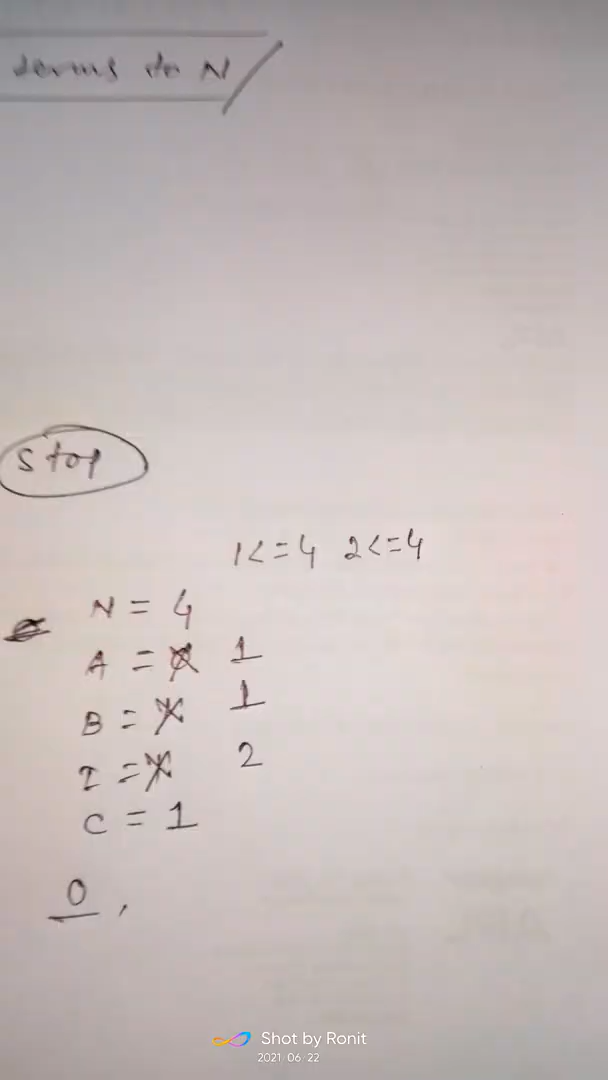 terms to N
Stop
1<=4 2<=4
N = 4
A = 0 1
B = 1 1
I = 1 2
C = 1
0 ,
Shot by Ronit
2021.06.22